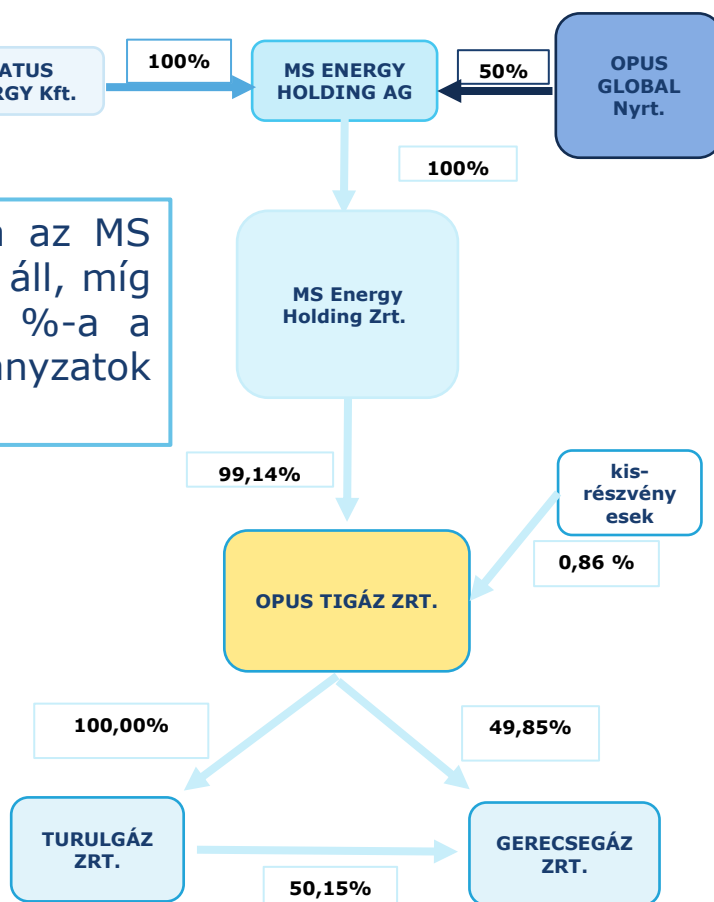 100%
MS ENERGY
HOLDING AG
50%
OPUS
GLOBAL
Nyrt.
Kft.
100%
az MS
áll, míg
%-a a
MS Energy
Holding Zrt.
99,14%
kis-
részvény
esek
0,86 %
OPUS TIGÁZ ZRT.
100,00%
49,85%
TURULGÁZ
ZRT.
GERECSEGÁZ
ZRT.
50,15%